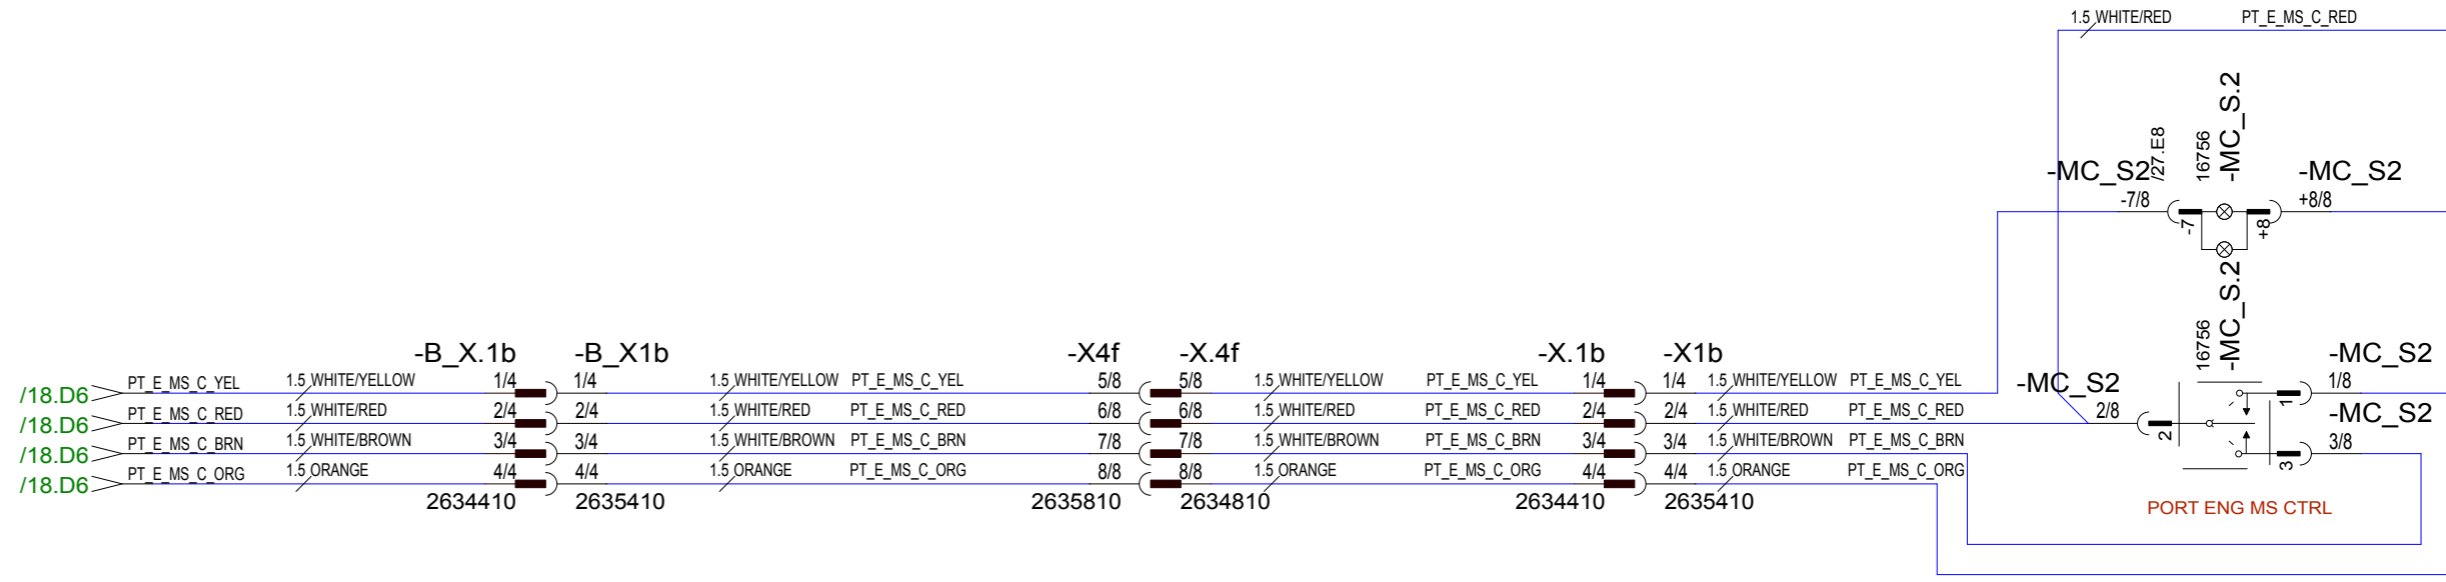 1.5 WHITE/RED PT_E_MS_C_RED
/27.E8
16756
-MC_S.2
-MC_S2 -MC_S2
-7/8 +8/8
-7 +8
16756
-MC_S.2
-B_X.1b -B_X1b -X4f -X.4f -X.1b -X1b -MC_S2
/18.D6 PT_E_MS_C_YEL 1.5 WHITE/YELLOW 1/4 1/4 1.5 WHITE/YELLOW PT_E_MS_C_YEL 5/8 5/8 1.5 WHITE/YELLOW PT_E_MS_C_YEL 1/4 1/4 1.5 WHITE/YELLOW PT_E_MS_C_YEL -MC_S2 1/8
1
/18.D6 PT_E_MS_C_RED 1.5 WHITE/RED 2/4 2/4 1.5 WHITE/RED PT_E_MS_C_RED 6/8 6/8 1.5 WHITE/RED PT_E_MS_C_RED 2/4 2/4 1.5 WHITE/RED PT_E_MS_C_RED 2/8 -MC_S2
2
/18.D6 PT_E_MS_C_BRN 1.5 WHITE/BROWN 3/4 3/4 1.5 WHITE/BROWN PT_E_MS_C_BRN 7/8 7/8 1.5 WHITE/BROWN PT_E_MS_C_BRN 3/4 3/4 1.5 WHITE/BROWN PT_E_MS_C_BRN 3/8
3
/18.D6 PT_E_MS_C_ORG 1.5 ORANGE 4/4 4/4 1.5 ORANGE PT_E_MS_C_ORG 8/8 8/8 1.5 ORANGE PT_E_MS_C_ORG 4/4 4/4 1.5 ORANGE PT_E_MS_C_ORG
2634410 2635410 2635810 2634810 2634410 2635410 PORT ENG MS CTRL